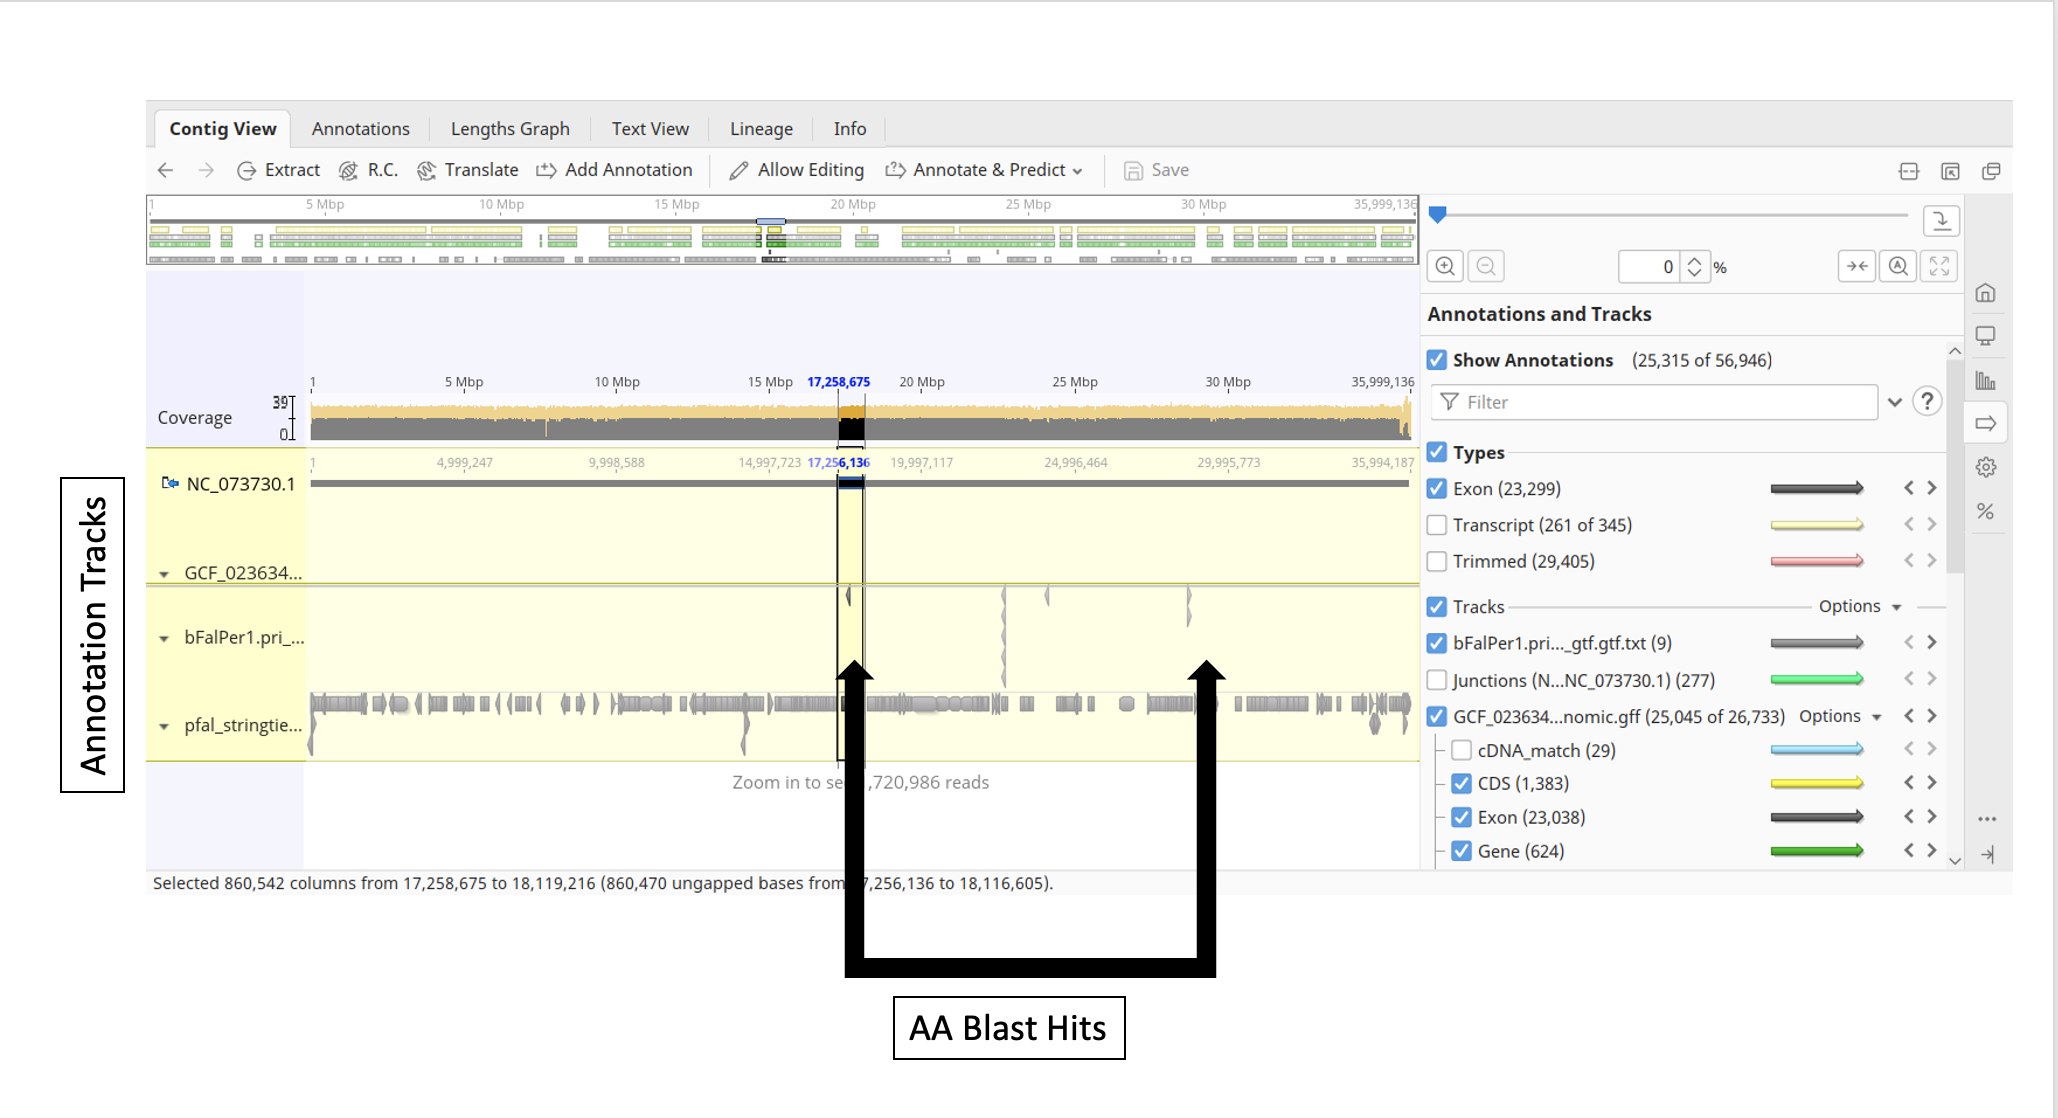 Contig View Annotations Lengths Graph Text View Lineage Info
Extract R.C. Translate Add Annotation Allow Editing Annotate & Predict Save
1 5 Mbp 10 Mbp 15 Mbp 20 Mbp 25 Mbp 30 Mbp 35,999,136
0 %
Annotations and Tracks
Show Annotations (25,315 of 56,946)
Filter
?
Types
Exon (23,299)
Transcript (261 of 345)
Trimmed (29,405)
Tracks Options
bFalPer1.pri..._gtf.gtf.txt (9)
Junctions (N...NC_073730.1) (277)
GCF_023634...nomic.gff (25,045 of 26,733) Options
cDNA_match (29)
CDS (1,383)
Exon (23,038)
Gene (624)
1 5 Mbp 10 Mbp 15 Mbp 17,258,675 20 Mbp 25 Mbp 30 Mbp 35,999,136
Coverage
39
0
1 4,999,247 9,998,588 14,997,723 17,256,136 19,997,117 24,996,464 29,995,773 35,994,187
NC_073730.1
GCF_023634...
bFalPer1.pri_...
pfal_stringtie...
Zoom in to se ,720,986 reads
Selected 860,542 columns from 17,258,675 to 18,119,216 (860,470 ungapped bases from 7,256,136 to 18,116,605).
Annotation Tracks
AA Blast Hits